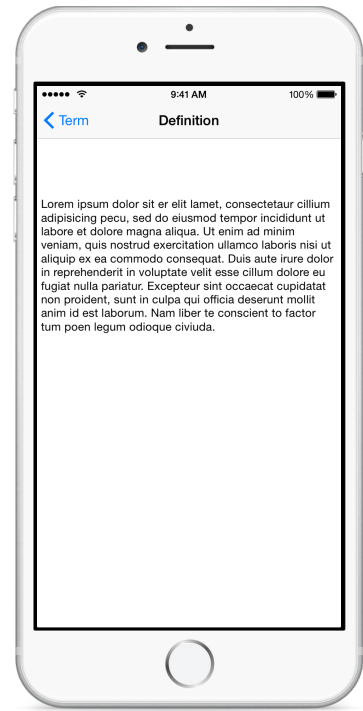 9:41 AM
100%
Term
Definition
Lorem ipsum dolor sit er elit lamet, consectetaur cillium
adipisicing pecu, sed do eiusmod tempor incididunt ut
labore et dolore magna aliqua. Ut enim ad minim
veniam, quis nostrud exercitation ullamco laboris nisi ut
aliquip ex ea commodo consequat. Duis aute irure dolor
in reprehenderit in voluptate velit esse cillum dolore eu
fugiat nulla pariatur. Excepteur sint occaecat cupidatat
non proident, sunt in culpa qui officia deserunt mollit
anim id est laborum. Nam liber te conscient to factor
tum poen legum odioque civiuda.